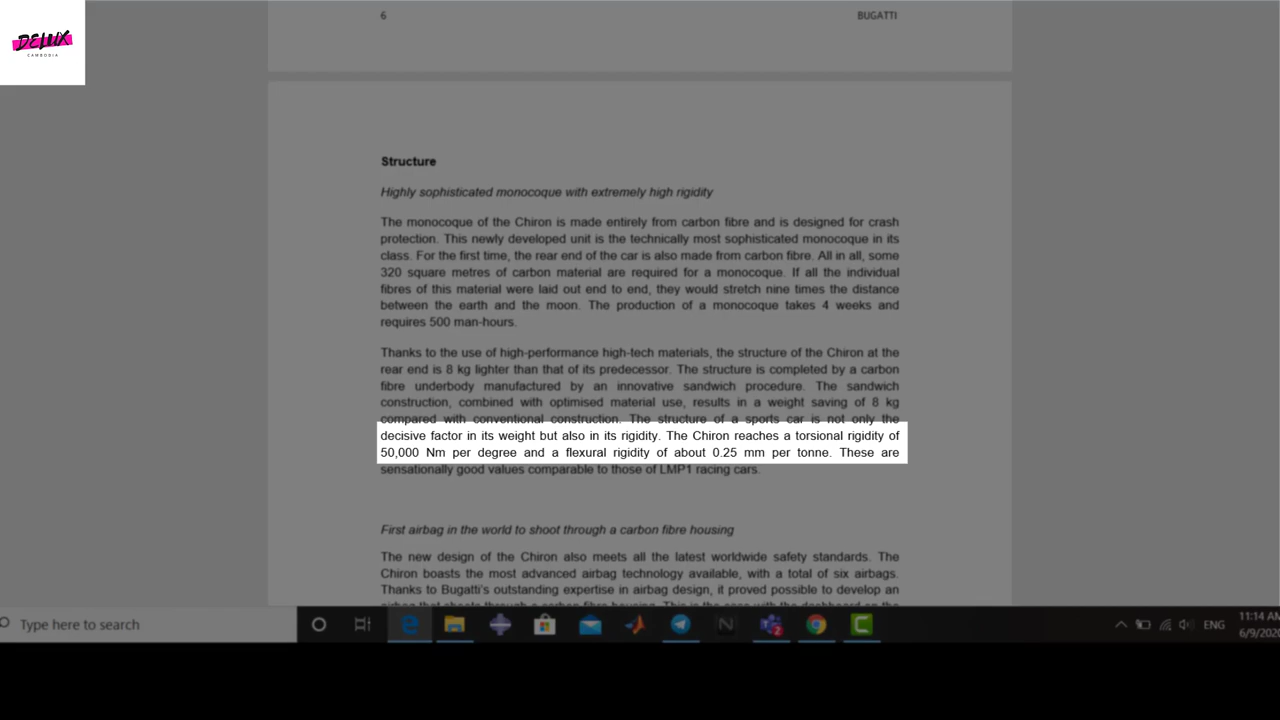 6 BUGATTI
DELUX
CAMBODIA
Structure
Highly sophisticated monocoque with extremely high rigidity
The monocoque of the Chiron is made entirely from carbon fibre and is designed for crash
protection. This newly developed unit is the technically most sophisticated monocoque in its
class. For the first time, the rear end of the car is also made from carbon fibre. All in all, some
320 square metres of carbon material are required for a monocoque. If all the individual
fibres of this material were laid out end to end, they would stretch nine times the distance
between the earth and the moon. The production of a monocoque takes 4 weeks and
requires 500 man-hours.
Thanks to the use of high-performance high-tech materials, the structure of the Chiron at the
rear end is 8 kg lighter than that of its predecessor. The structure is completed by a carbon
fibre underbody manufactured by an innovative sandwich procedure. The sandwich
construction, combined with optimised material use, results in a weight saving of 8 kg
compared with conventional construction. The structure of a sports car is not only the
decisive factor in its weight but also in its rigidity. The Chiron reaches a torsional rigidity of
50,000 Nm per degree and a flexural rigidity of about 0.25 mm per tonne. These are
sensationally good values comparable to those of LMP1 racing cars.
First airbag in the world to shoot through a carbon fibre housing
The new design of the Chiron also meets all the latest worldwide safety standards. The
Chiron boasts the most advanced airbag technology available, with a total of six airbags.
Thanks to Bugatti's outstanding expertise in airbag design, it proved possible to develop an
Type here to search
ENG
11:14 AM
6/9/2020